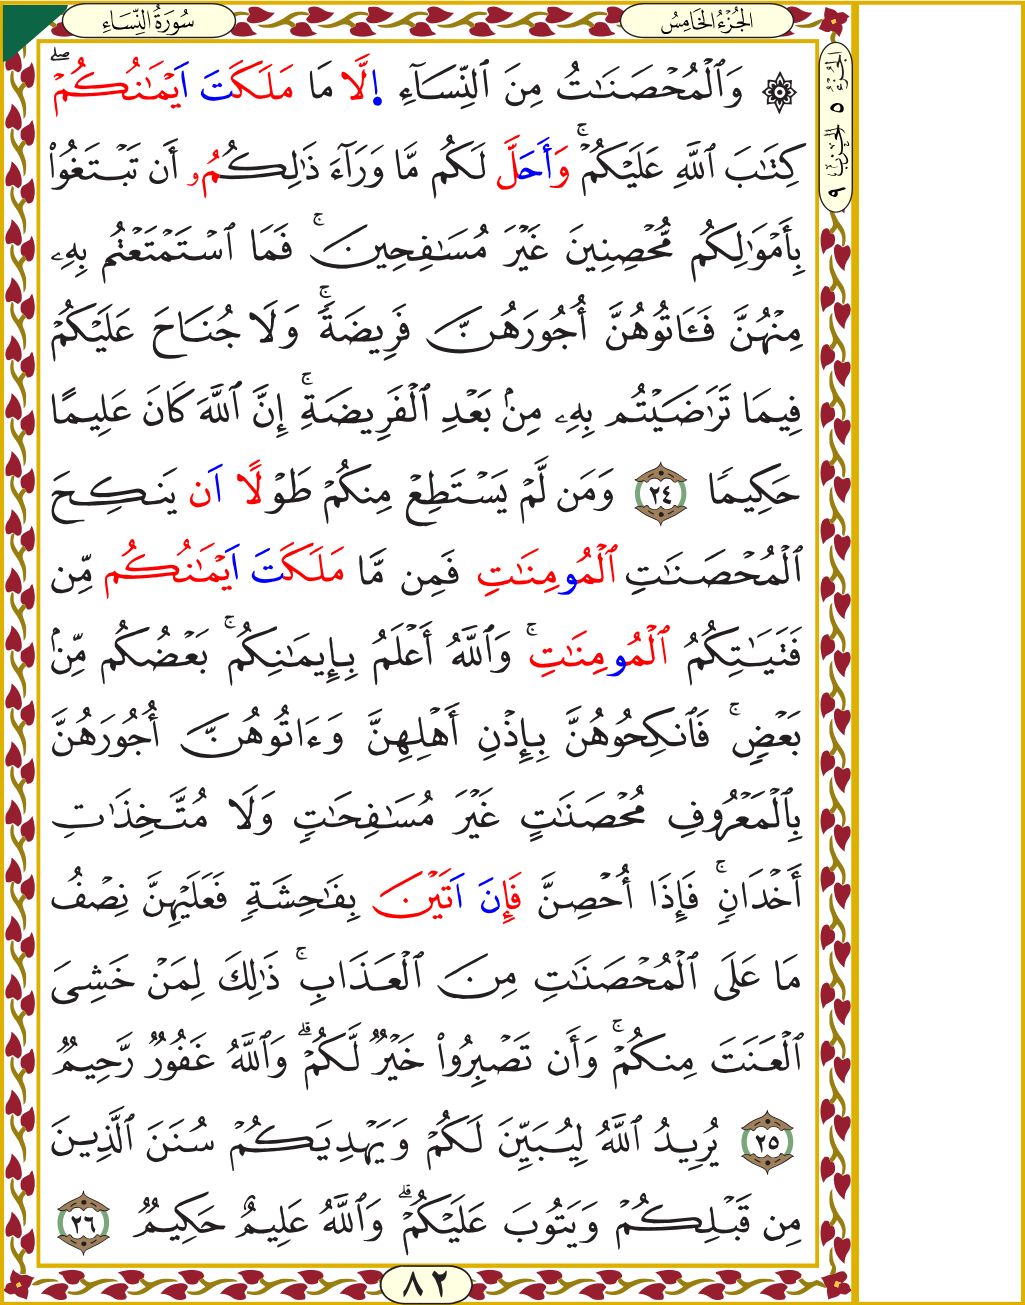 سُورَةُ النِّسَاءِ
الجُزْءُ الخَامِسُ
الجُزْءُ ٥ الحِزْبُ ٩
۞ وَٱلْمُحْصَنَٰتُ مِنَ ٱلنِّسَآءِ اِلَّا مَا مَلَكَتَ اَيْمَٰنُكُمْۖ
كِتَٰبَ ٱللَّهِ عَلَيْكُمْۚ وَأَحَلَّ لَكُم مَّا وَرَآءَ ذَٰلِكُمُۥ أَن تَبْتَغُوا۟
بِأَمْوَٰلِكُم مُّحْصِنِينَ غَيْرَ مُسَٰفِحِينَۚ فَمَا ٱسْتَمْتَعْتُم بِهِۦ
مِنْهُنَّ فَـَٔاتُوهُنَّ أُجُورَهُنَّ فَرِيضَةًۚ وَلَا جُنَاحَ عَلَيْكُمْ
فِيمَا تَرَٰضَيْتُم بِهِۦ مِنۢ بَعْدِ ٱلْفَرِيضَةِۚ إِنَّ ٱللَّهَ كَانَ عَلِيمًا
حَكِيمًا ٢٤ وَمَن لَّمْ يَسْتَطِعْ مِنكُمْ طَوْلًا اَن يَنكِحَ
ٱلْمُحْصَنَٰتِ ٱلْمُومِنَٰتِ فَمِن مَّا مَلَكَتَ اَيْمَٰنُكُم مِّن
فَتَيَٰتِكُمُ ٱلْمُومِنَٰتِۚ وَٱللَّهُ أَعْلَمُ بِإِيمَٰنِكُمۚ بَعْضُكُم مِّنۢ
بَعْضٍۚ فَٱنكِحُوهُنَّ بِإِذْنِ أَهْلِهِنَّ وَءَاتُوهُنَّ أُجُورَهُنَّ
بِٱلْمَعْرُوفِ مُحْصَنَٰتٍ غَيْرَ مُسَٰفِحَٰتٍ وَلَا مُتَّخِذَٰتِ
أَخْدَانٍۚ فَإِذَا أُحْصِنَّ فَإِنَ اَتَيْنَ بِفَٰحِشَةٍ فَعَلَيْهِنَّ نِصْفُ
مَا عَلَى ٱلْمُحْصَنَٰتِ مِنَ ٱلْعَذَابِۚ ذَٰلِكَ لِمَنْ خَشِىَ
ٱلْعَنَتَ مِنكُمْۚ وَأَن تَصْبِرُوا۟ خَيْرٌ لَّكُمْۗ وَٱللَّهُ غَفُورٌ رَّحِيمٌ
٢٥ يُرِيدُ ٱللَّهُ لِيُبَيِّنَ لَكُمْ وَيَهْدِيَكُمْ سُنَنَ ٱلَّذِينَ
مِن قَبْلِكُمْ وَيَتُوبَ عَلَيْكُمْۗ وَٱللَّهُ عَلِيمٌ حَكِيمٌ ٢٦
٨٢